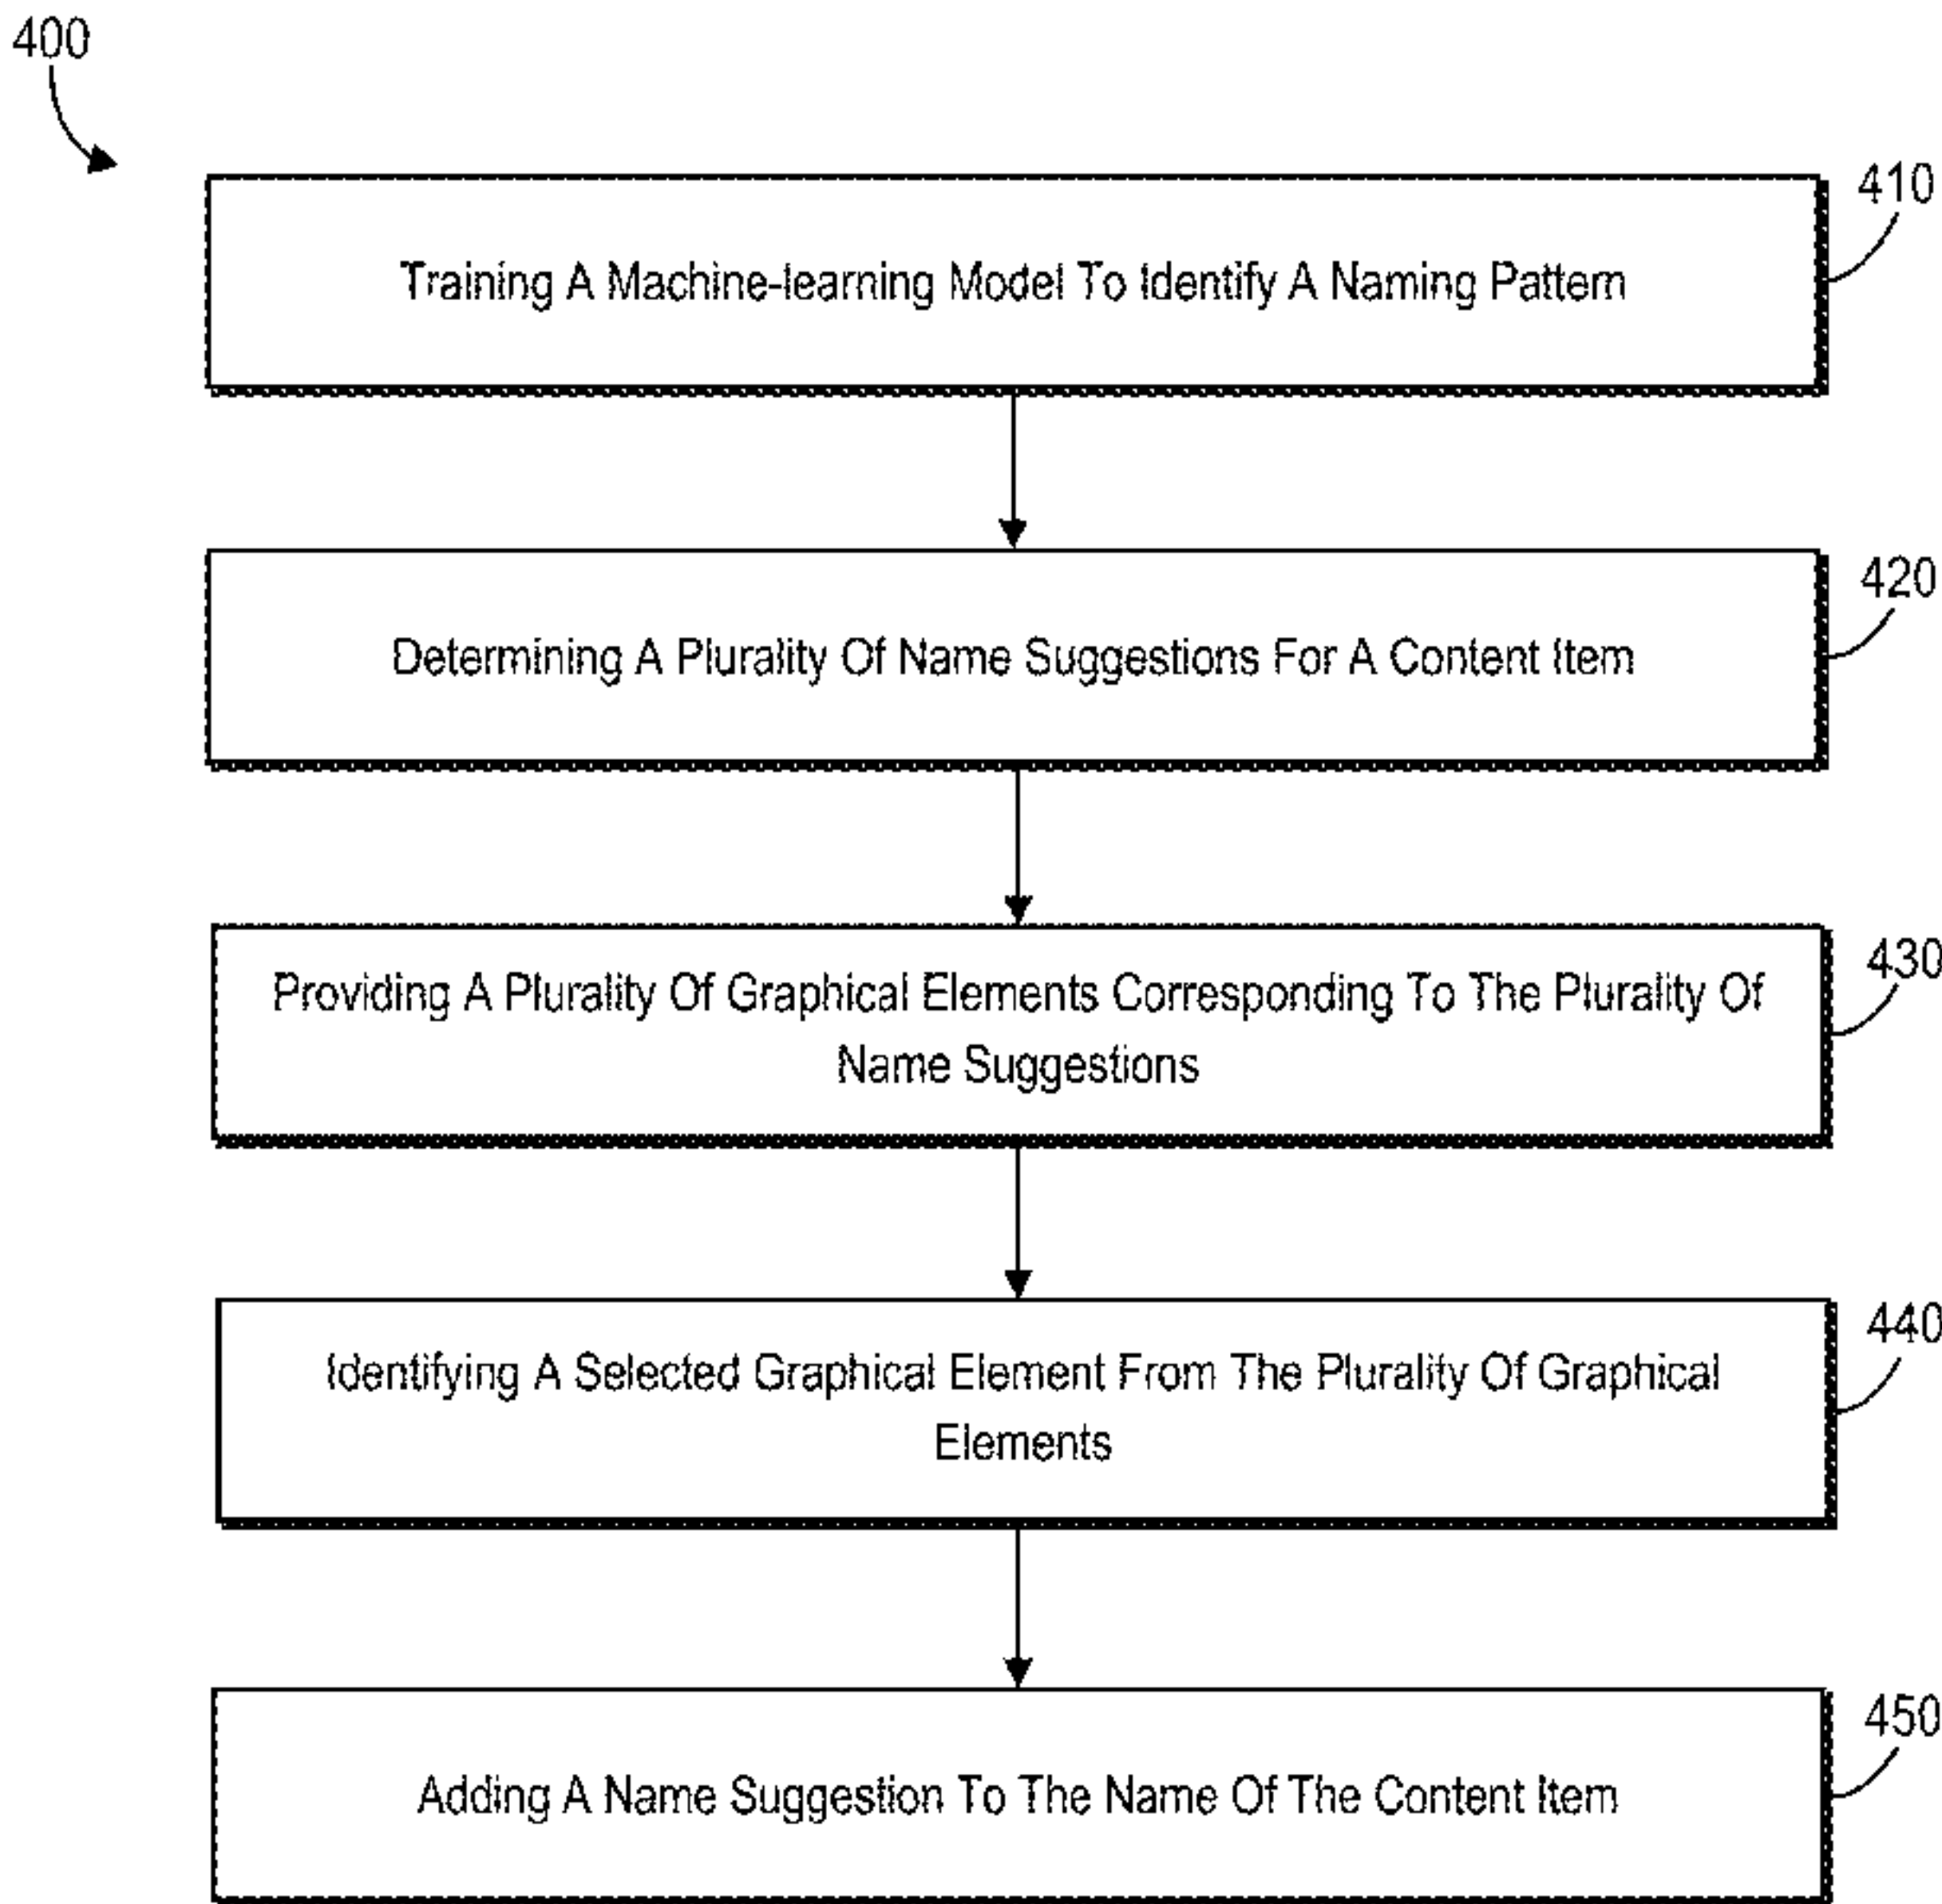 400
410
Training A Machine-learning Model To Identify A Naming Pattern
420
Determining A Plurality Of Name Suggestions For A Content Item
430
Providing A Plurality Of Graphical Elements Corresponding To The Plurality Of
Name Suggestions
440
Identifying A Selected Graphical Element From The Plurality Of Graphical
Elements
450
Adding A Name Suggestion To The Name Of The Content Item